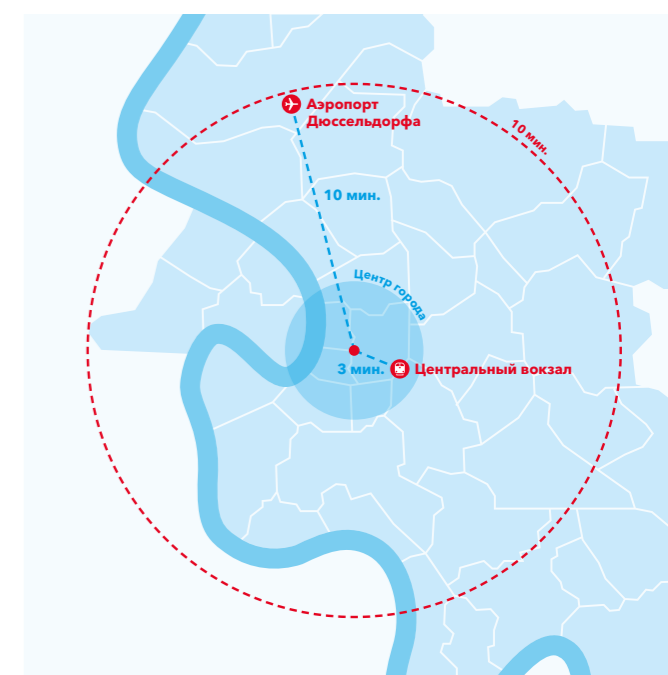 Аэропорт
Дюссельдорфа
10 мин.
10 мин.
Центр города
3 мин.
Центральный вокзал